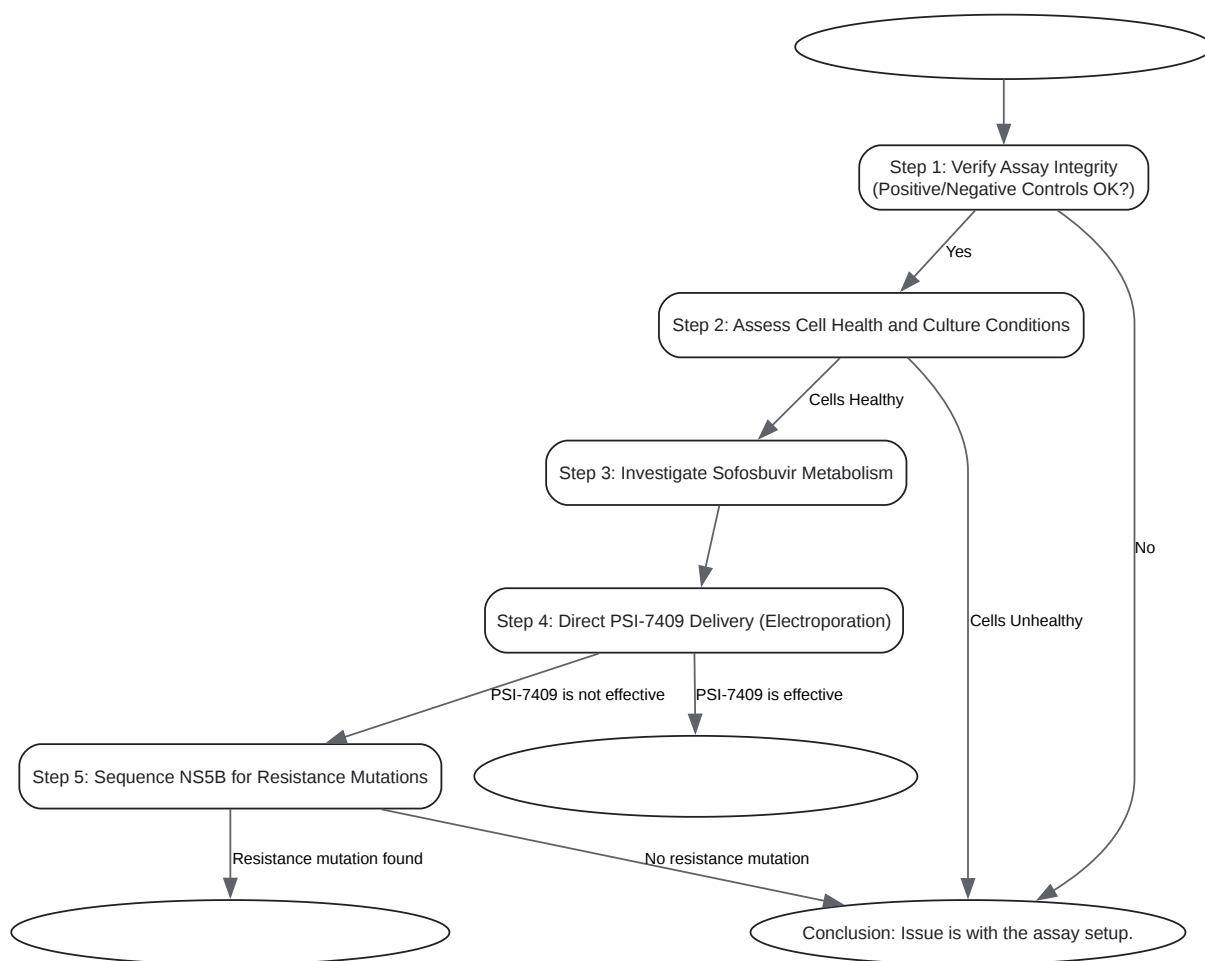 Step 1: Verify Assay Integrity
(Positive/Negative Controls OK?)
Yes
Step 2: Assess Cell Health and Culture Conditions
Cells Healthy
Step 3: Investigate Sofosbuvir Metabolism
No
Step 4: Direct PSI-7409 Delivery (Electroporation)
Cells Unhealthy
PSI-7409 is not effective
PSI-7409 is effective
Step 5: Sequence NS5B for Resistance Mutations
Resistance mutation found
No resistance mutation
Conclusion: Issue is with the assay setup.